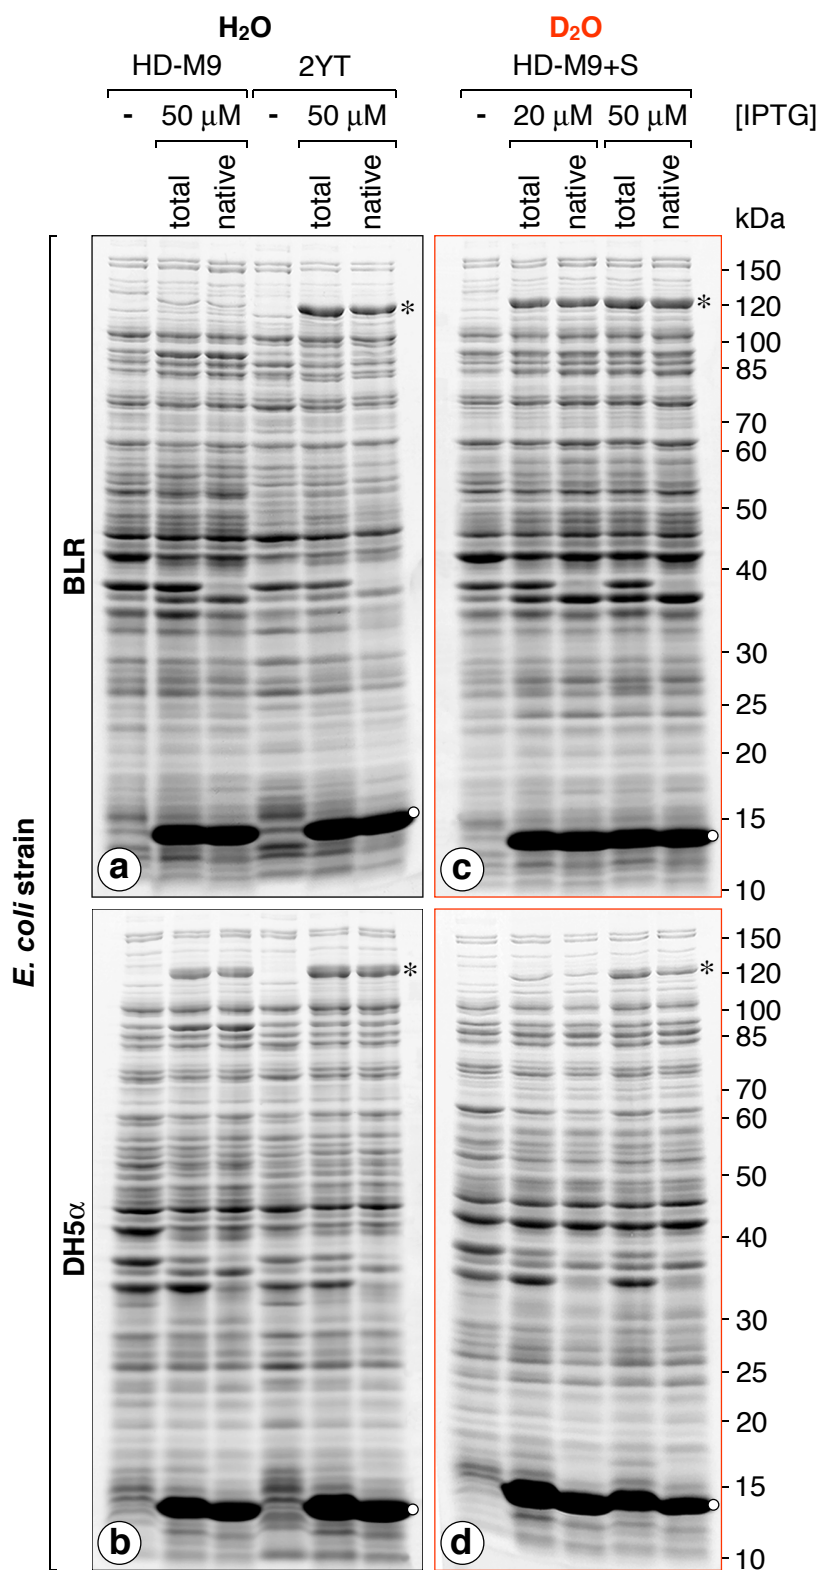 H₂O D₂O
HD-M9 2YT HD-M9+S
- 50 μM - 50 μM - 20 μM 50 μM [IPTG]
total native total native total native total native kDa
150
* * 120
100
85
70
60
50
BLR
40
30
25
20
15
a c
10
E. coli strain
150
* * 120
100
85
70
60
50
DH5α
40
30
25
20
15
b d
10